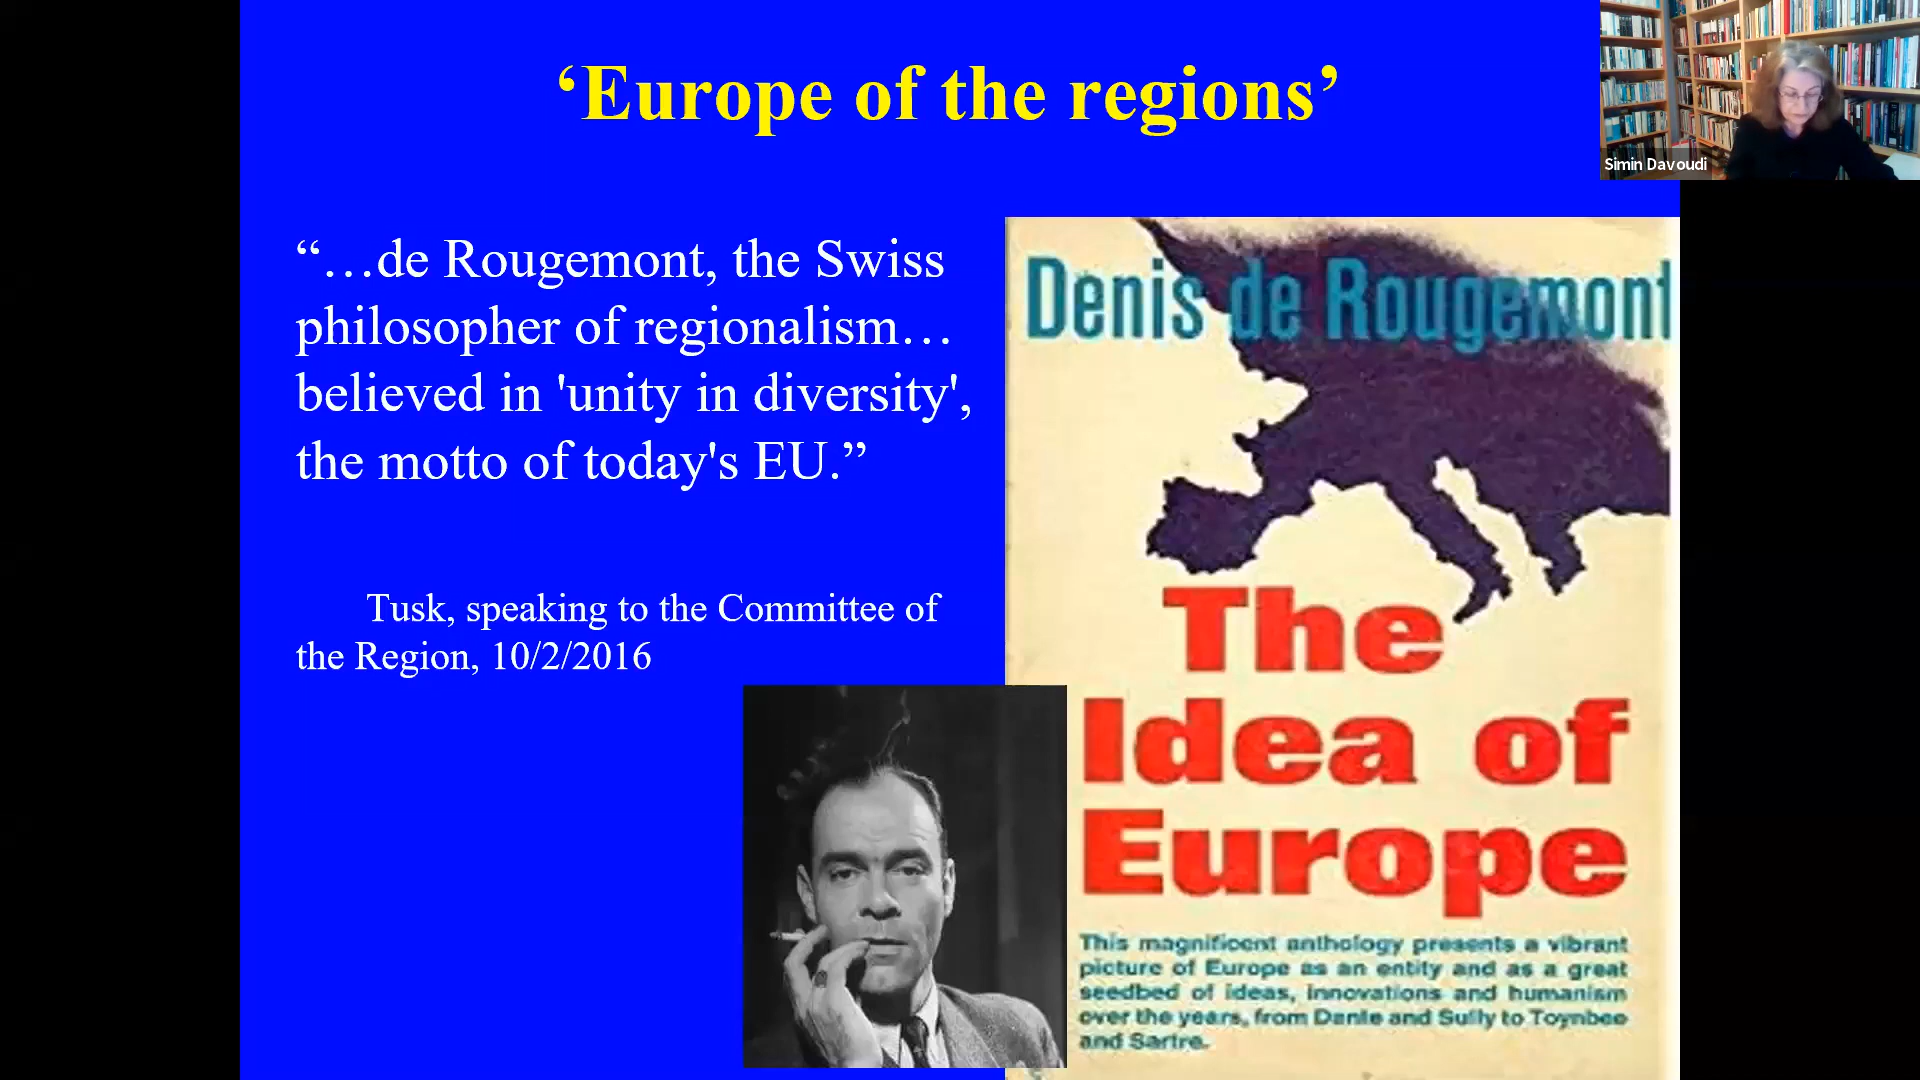 ‘Europe of the regions’
Simin Davoudi
“…de Rougemont, the Swiss
philosopher of regionalism…
believed in 'unity in diversity',
the motto of today's EU.”
Tusk, speaking to the Committee of
the Region, 10/2/2016
Denis de Rougemont
The
Idea of
Europe
This magnificent anthology presents a vibrant
picture of Europe as an entity and as a great
seedbed of ideas, innovations and humanism
over the years, from Dante and Sully to Toynbee
and Sartre.